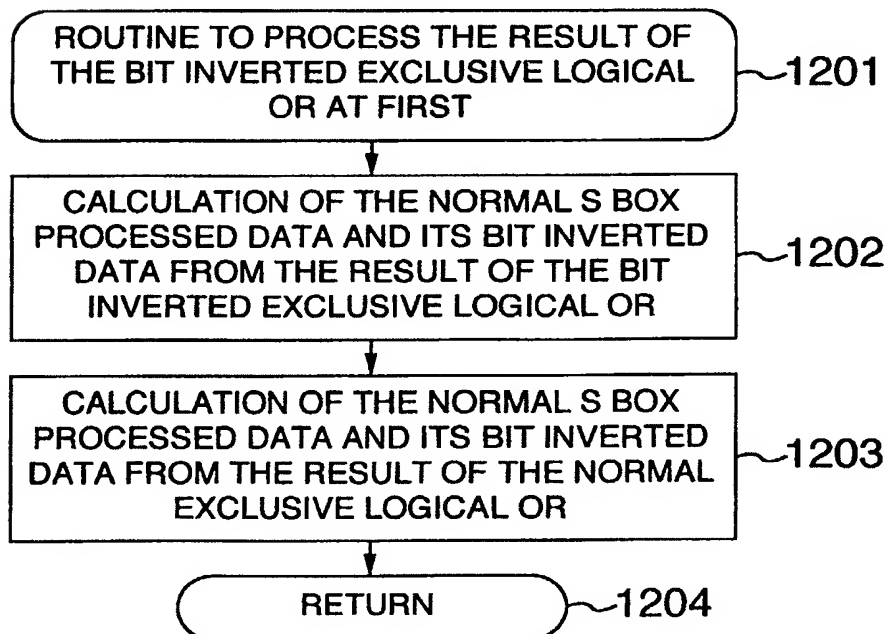 ROUTINE TO PROCESS THE RESULT OF
THE BIT INVERTED EXCLUSIVE LOGICAL
OR AT FIRST
1201
CALCULATION OF THE NORMAL S BOX
PROCESSED DATA AND ITS BIT INVERTED
DATA FROM THE RESULT OF THE BIT
INVERTED EXCLUSIVE LOGICAL OR
1202
CALCULATION OF THE NORMAL S BOX
PROCESSED DATA AND ITS BIT INVERTED
DATA FROM THE RESULT OF THE NORMAL
EXCLUSIVE LOGICAL OR
1203
RETURN
1204